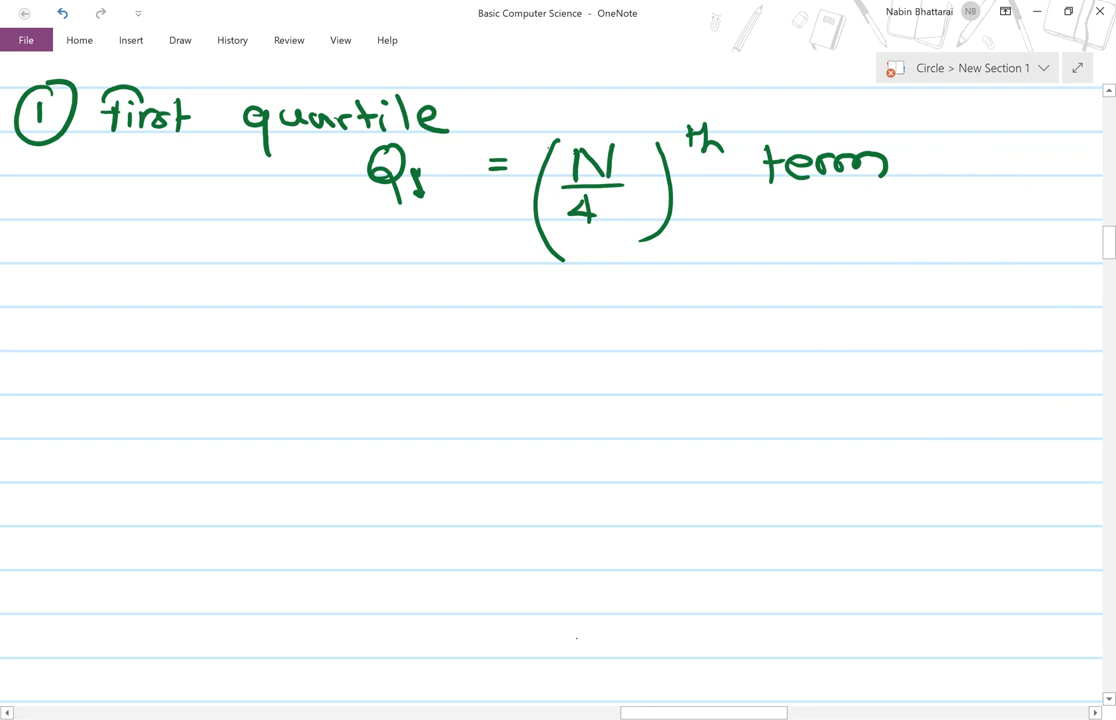 Basic Computer Science - OneNote
Nabin Bhattarai NB
File Home Insert Draw History Review View Help
Circle > New Section 1
① first quartile
Q₁ = (N/4)^th term